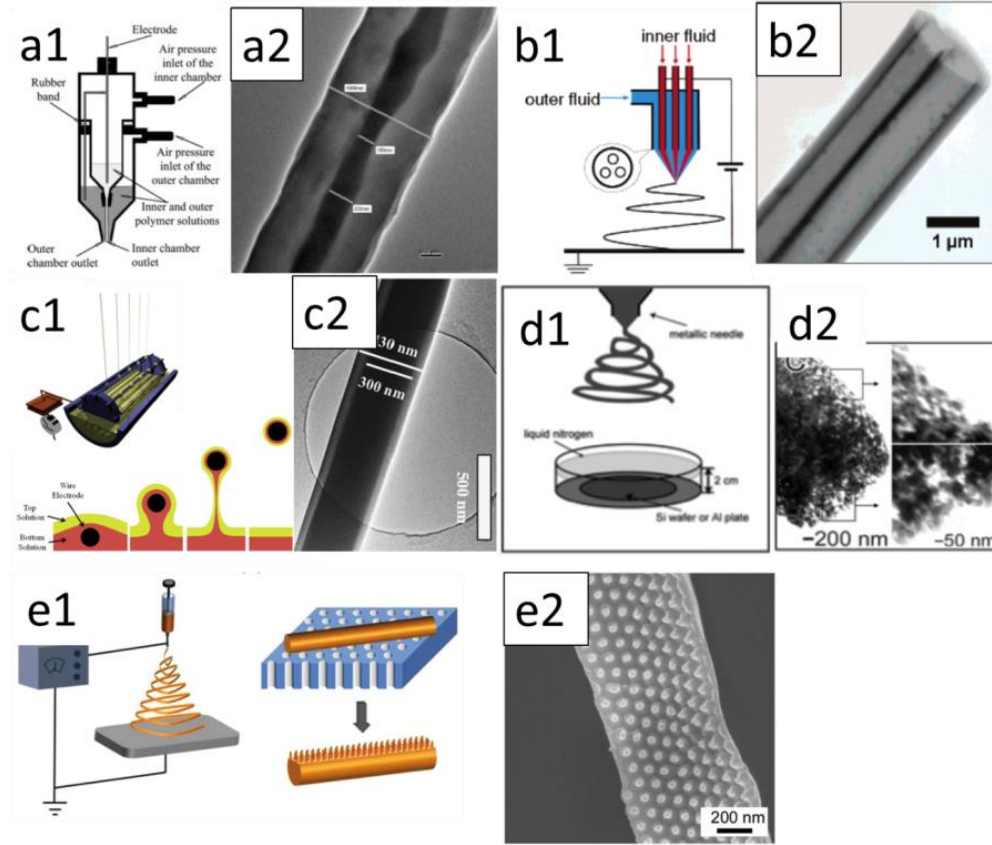 a1
Electrode
Rubber
band
Air pressure
inlet of the
inner chamber
Air pressure
inlet of the
outer chamber
Inner and outer
polymer solutions
Outer
chamber outlet
Inner chamber
outlet
a2
b1
inner fluid
outer fluid
b2
1 μm
c1
Wire
Electrode
Top
Solution
Bottom
Solution
c2
30 nm
300 nm
500 nm
d1
metallic needle
liquid nitrogen
2 cm
Si wafer or Al plate
d2
–200 nm
–50 nm
e1
e2
200 nm